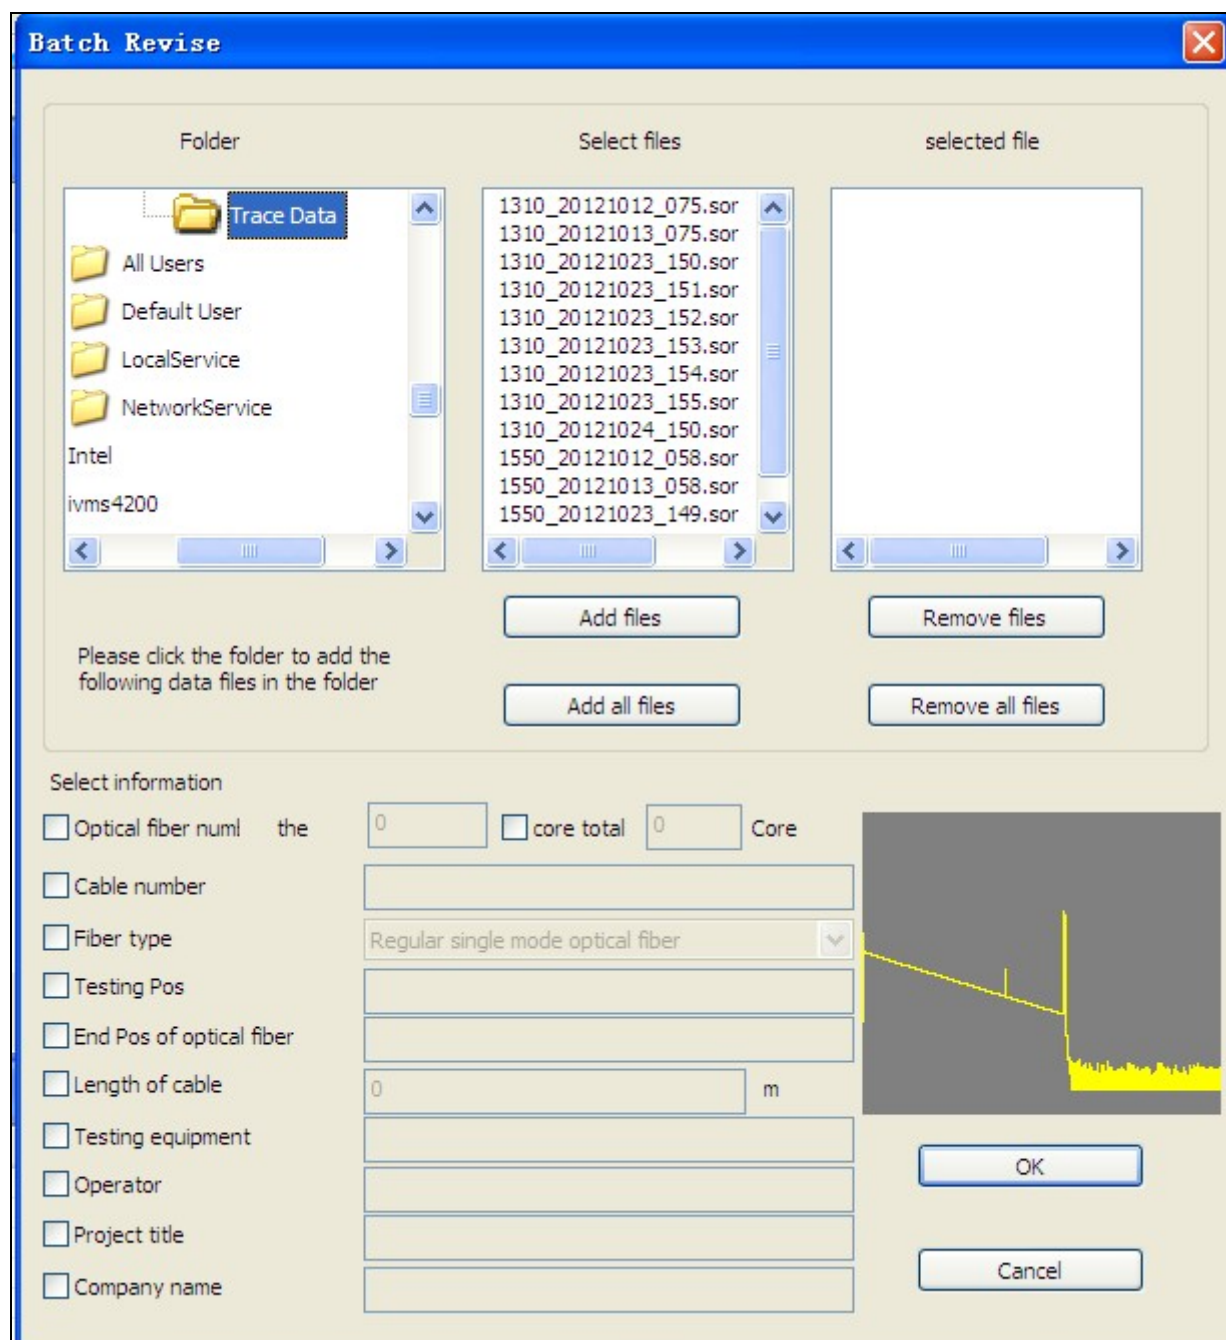 Batch Revise
Folder
Select files
selected file
Trace Data
All Users
Default User
LocalService
NetworkService
Intel
ivms4200
1310_20121012_075.sor
1310_20121013_075.sor
1310_20121023_150.sor
1310_20121023_151.sor
1310_20121023_152.sor
1310_20121023_153.sor
1310_20121023_154.sor
1310_20121023_155.sor
1310_20121024_150.sor
1550_20121012_058.sor
1550_20121013_058.sor
1550_20121023_149.sor
Please click the folder to add the
following data files in the folder
Add files
Remove files
Add all files
Remove all files
Select information
Optical fiber numl the 0 core total 0 Core
Cable number
Fiber type Regular single mode optical fiber
Testing Pos
End Pos of optical fiber
Length of cable 0 m
Testing equipment
Operator
Project title
Company name
OK
Cancel